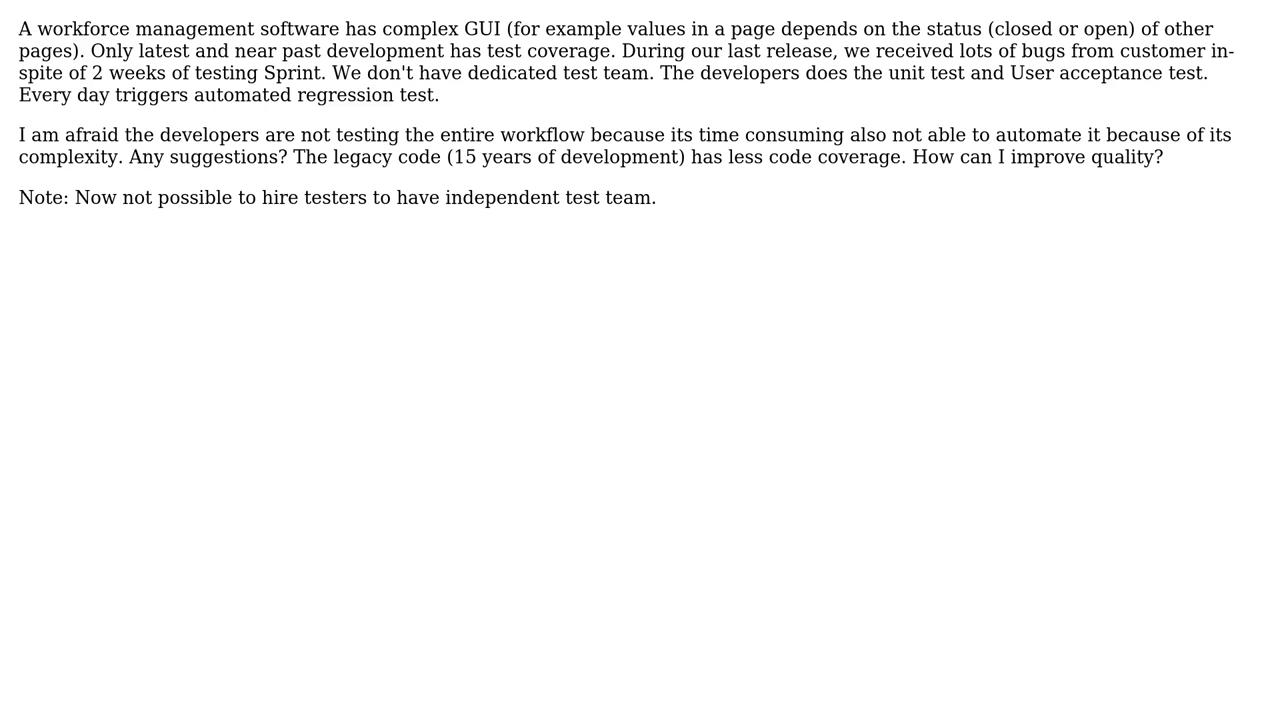 A workforce management software has complex GUI (for example values in a page depends on the status (closed or open) of other
pages). Only latest and near past development has test coverage. During our last release, we received lots of bugs from customer in-
spite of 2 weeks of testing Sprint. We don't have dedicated test team. The developers does the unit test and User acceptance test.
Every day triggers automated regression test.
I am afraid the developers are not testing the entire workflow because its time consuming also not able to automate it because of its
complexity. Any suggestions? The legacy code (15 years of development) has less code coverage. How can I improve quality?
Note: Now not possible to hire testers to have independent test team.